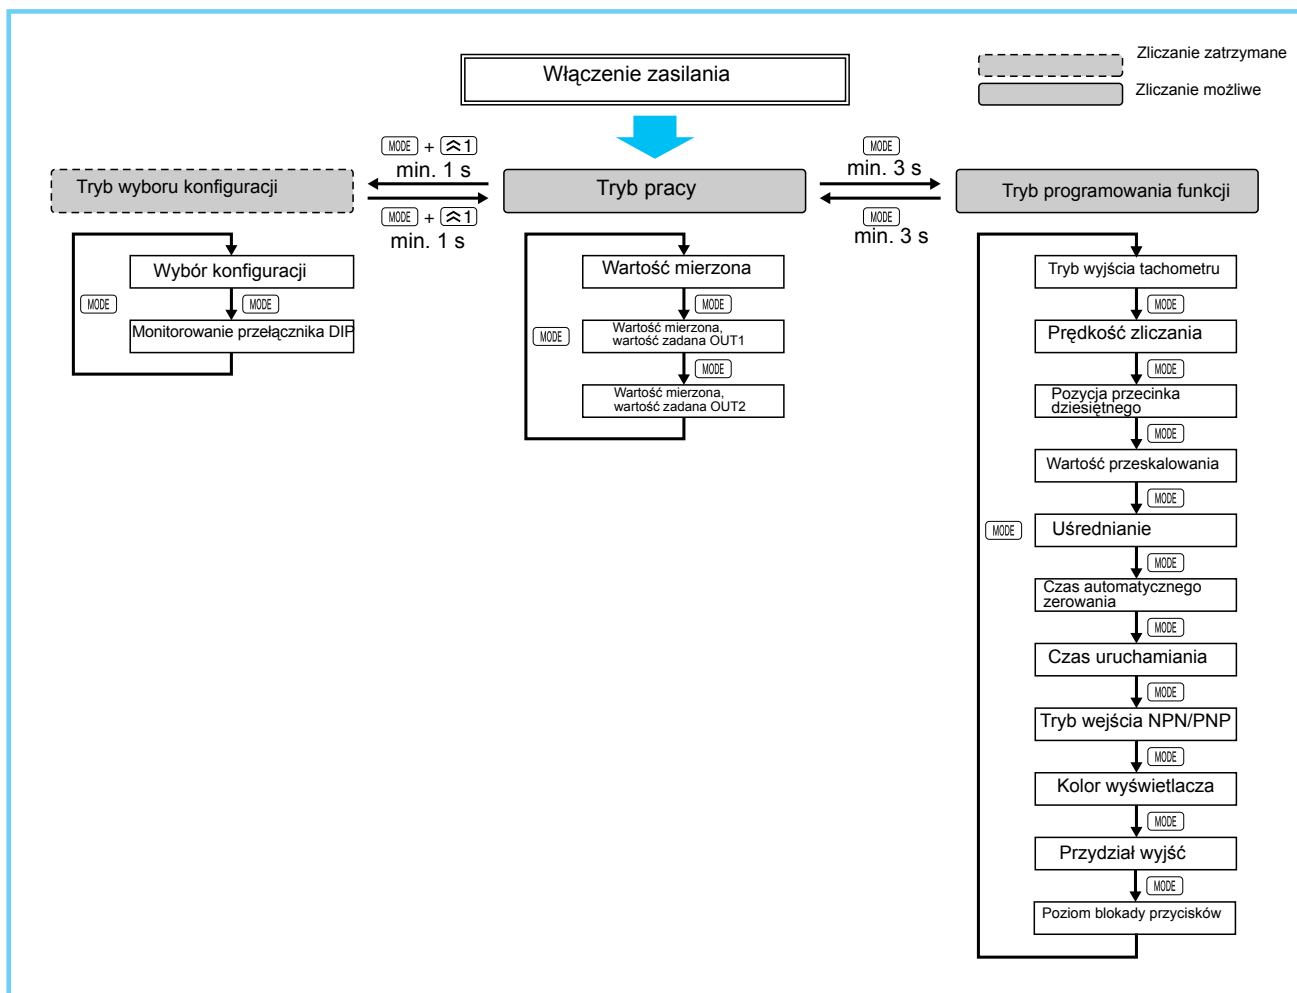 Włączenie zasilania
Zliczanie zatrzymane
Zliczanie możliwe
MODE + 1
min. 1 s
MODE
min. 3 s
Tryb wyboru konfiguracji
Tryb pracy
Tryb programowania funkcji
MODE + 1
min. 1 s
MODE
min. 3 s
Wybór konfiguracji
MODE
MODE
Monitorowanie przełącznika DIP
Wartość mierzona
MODE
MODE
Wartość mierzona,
wartość zadana OUT1
MODE
Wartość mierzona,
wartość zadana OUT2
Tryb wyjścia tachometru
MODE
Prędkość zliczania
MODE
Pozycja przecinka
dziesiętnego
MODE
Wartość przeskalowania
MODE
MODE
Uśrednianie
MODE
Czas automatycznego
zerowania
MODE
Czas uruchamiania
MODE
Tryb wejścia NPN/PNP
MODE
Kolor wyświetlacza
MODE
Przydział wyjść
MODE
Poziom blokady przycisków